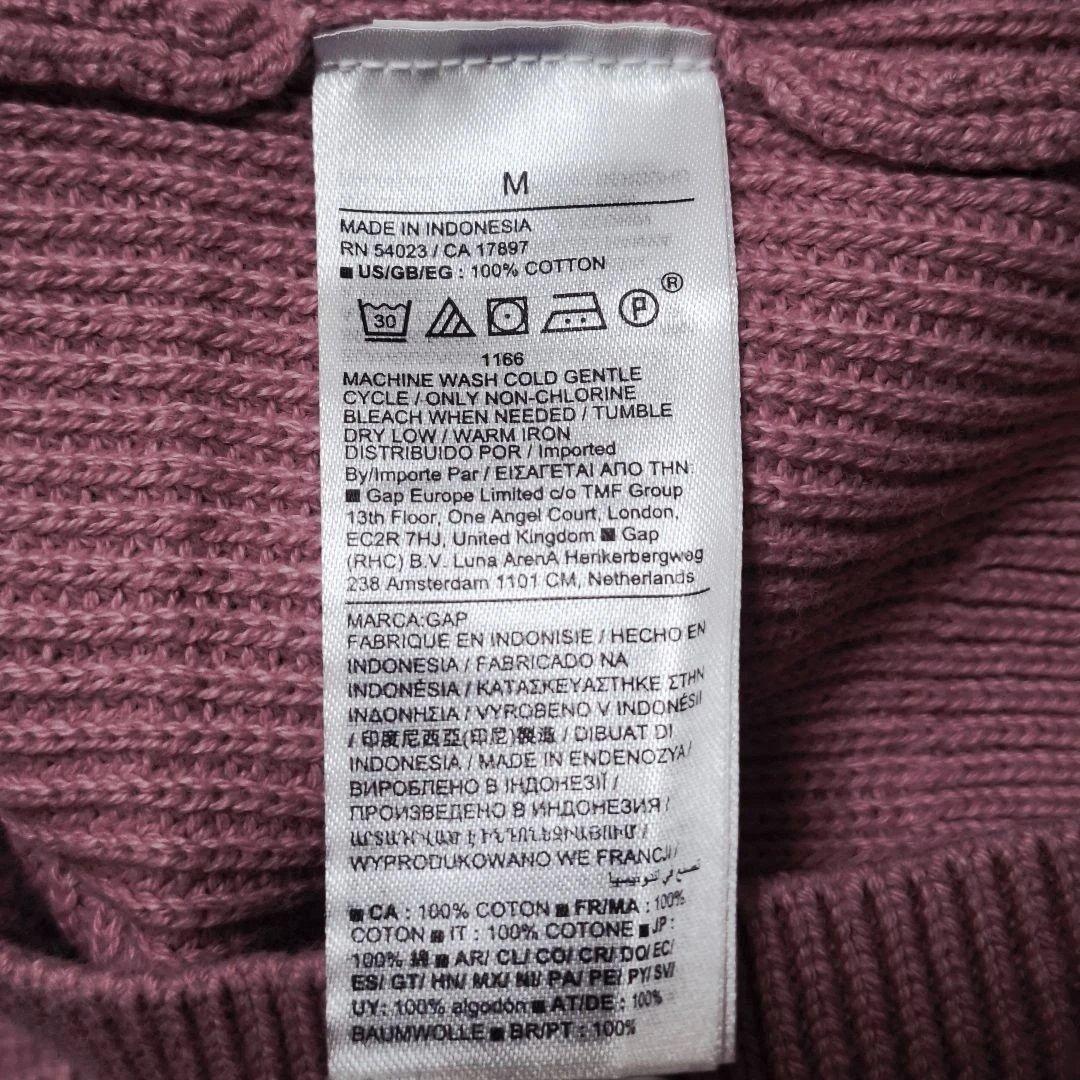 M
MADE IN INDONESIA
RN 54023 / CA 17897
■ US/GB/EG : 100% COTTON
30 P ®
1166
MACHINE WASH COLD GENTLE
CYCLE / ONLY NON-CHLORINE
BLEACH WHEN NEEDED / TUMBLE
DRY LOW / WARM IRON
DISTRIBUIDO POR / Imported
By/Importe Par / ΕΙΣΑΓΕΤΑΙ ΑΠΟ ΤΗΝ:
■ Gap Europe Limited c/o TMF Group
13th Floor, One Angel Court, London,
EC2R 7HJ, United Kingdom ■ Gap
(RHC) B.V. Luna ArenA Herikerbergweg
238 Amsterdam 1101 CM, Netherlands
MARCA:GAP
FABRIQUE EN INDONISIE / HECHO EN
INDONESIA / FABRICADO NA
INDONÉSIA / ΚΑΤΑΣΚΕΥΑΣΤΗΚΕ ΣΤΗΝ
ΙΝΔΟΝΗΣΙΑ / VYROBENO V INDONÉSII
/ 印度尼西亞(印尼)製造 / DIBUAT DI
INDONESIA / MADE IN ENDENOZYA/
ВИРОБЛЕНО В ІНДОНЕЗІЇ /
ПРОИЗВЕДЕНО В ИНДОНЕЗИЯ /
WYPRODUKOWANO WE FRANCJI/
صنع في اندونيسيا
■ CA : 100% COTON ■ FR/MA : 100%
COTON ■ IT : 100% COTONE ■ JP :
100% 綿 ■ AR/ CL/ CO/ CR/ DO/ EC/
ES/ GT/ HN/ MX/ NI/ PA/ PE/ PY/ SV/
UY: 100% algodón ■ AT/DE : 100%
BAUMWOLLE ■ BR/PT : 100%